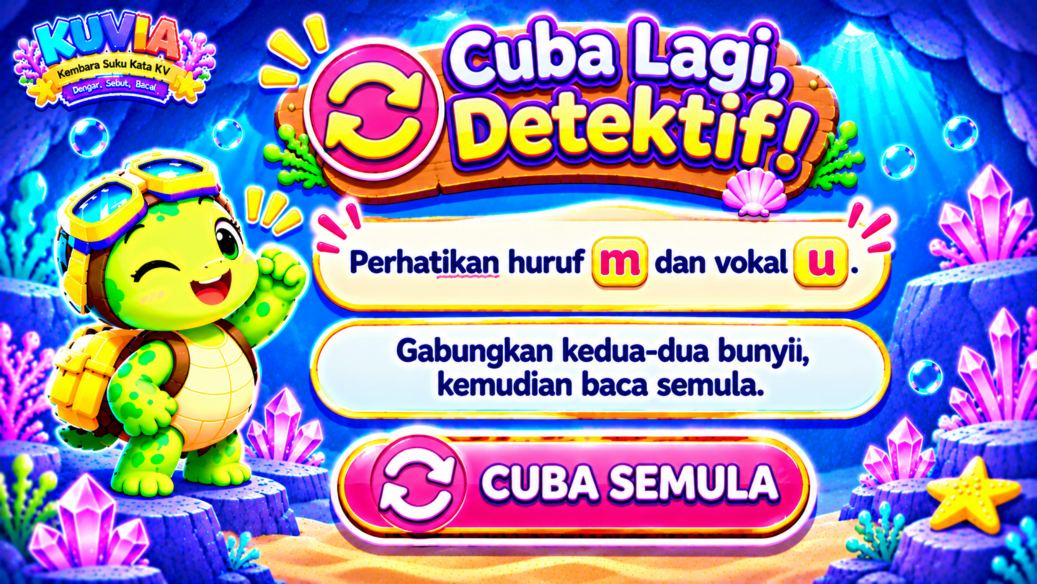 KUVIA
Kembara Suku Kata KV
Dengar, Sebut, Baca!
Cuba Lagi,
Detektif!
Perhatikan huruf m dan vokal u.
Gabungkan kedua-dua bunyii,
kemudian baca semula.
CUBA SEMULA